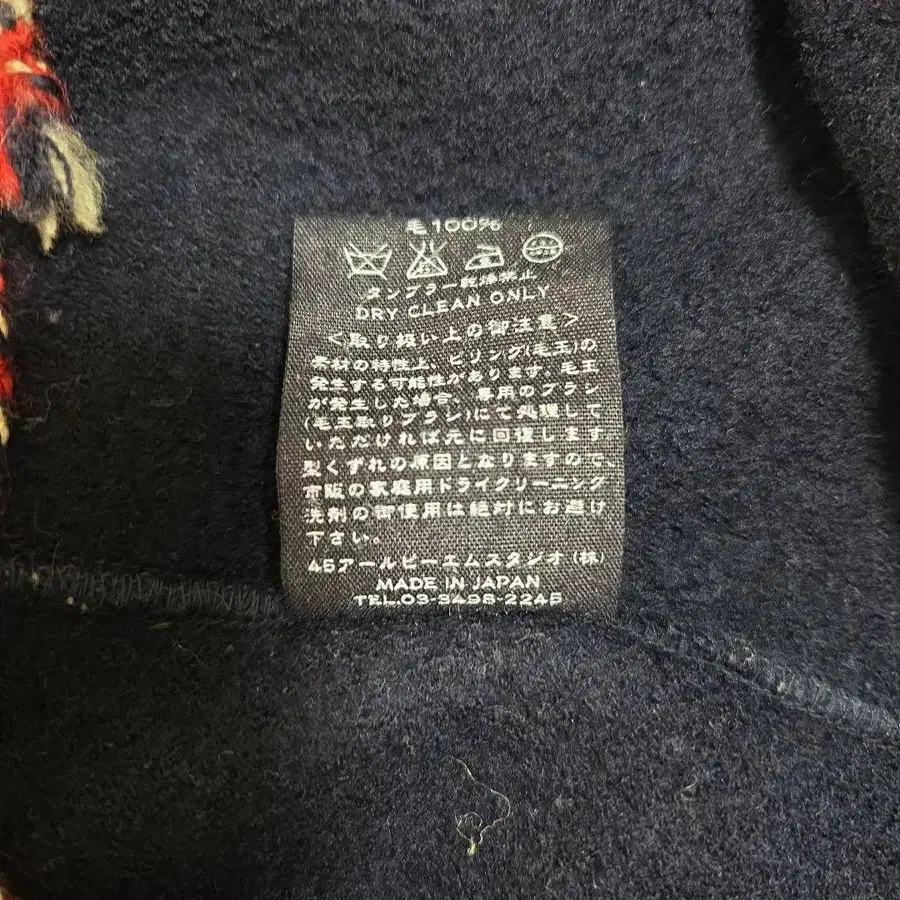 毛100%
タンブラー乾燥禁止
DRY CLEAN ONLY
<取り扱い上の御注意>
素材の特性上、ピリング(毛玉)の
発生する可能性があります。毛玉
が発生した場合、専用のブラシ
(毛玉取りブラシ)にて処理して
いただければ元に回復します。
型くずれの原因となりますので、
市販の家庭用ドライクリーニング
洗剤の御使用は絶対にお避け
下さい。
45アールピーエムスタジオ(株)
MADE IN JAPAN
TEL.03-3498-2245